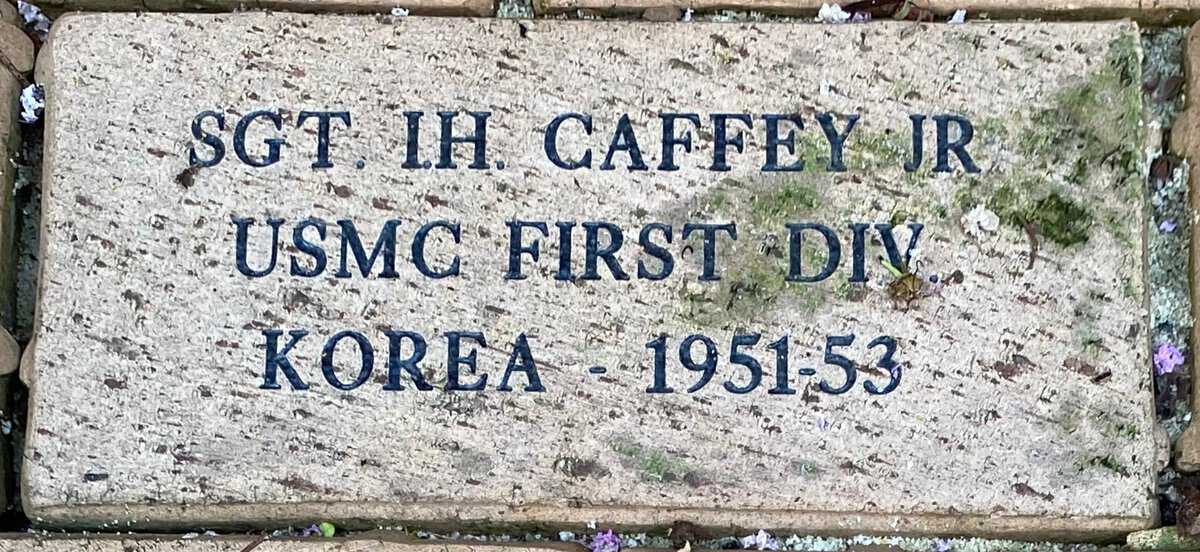 SGT. I.H. CAFFEY JR
USMC FIRST DIV.
KOREA - 1951-53